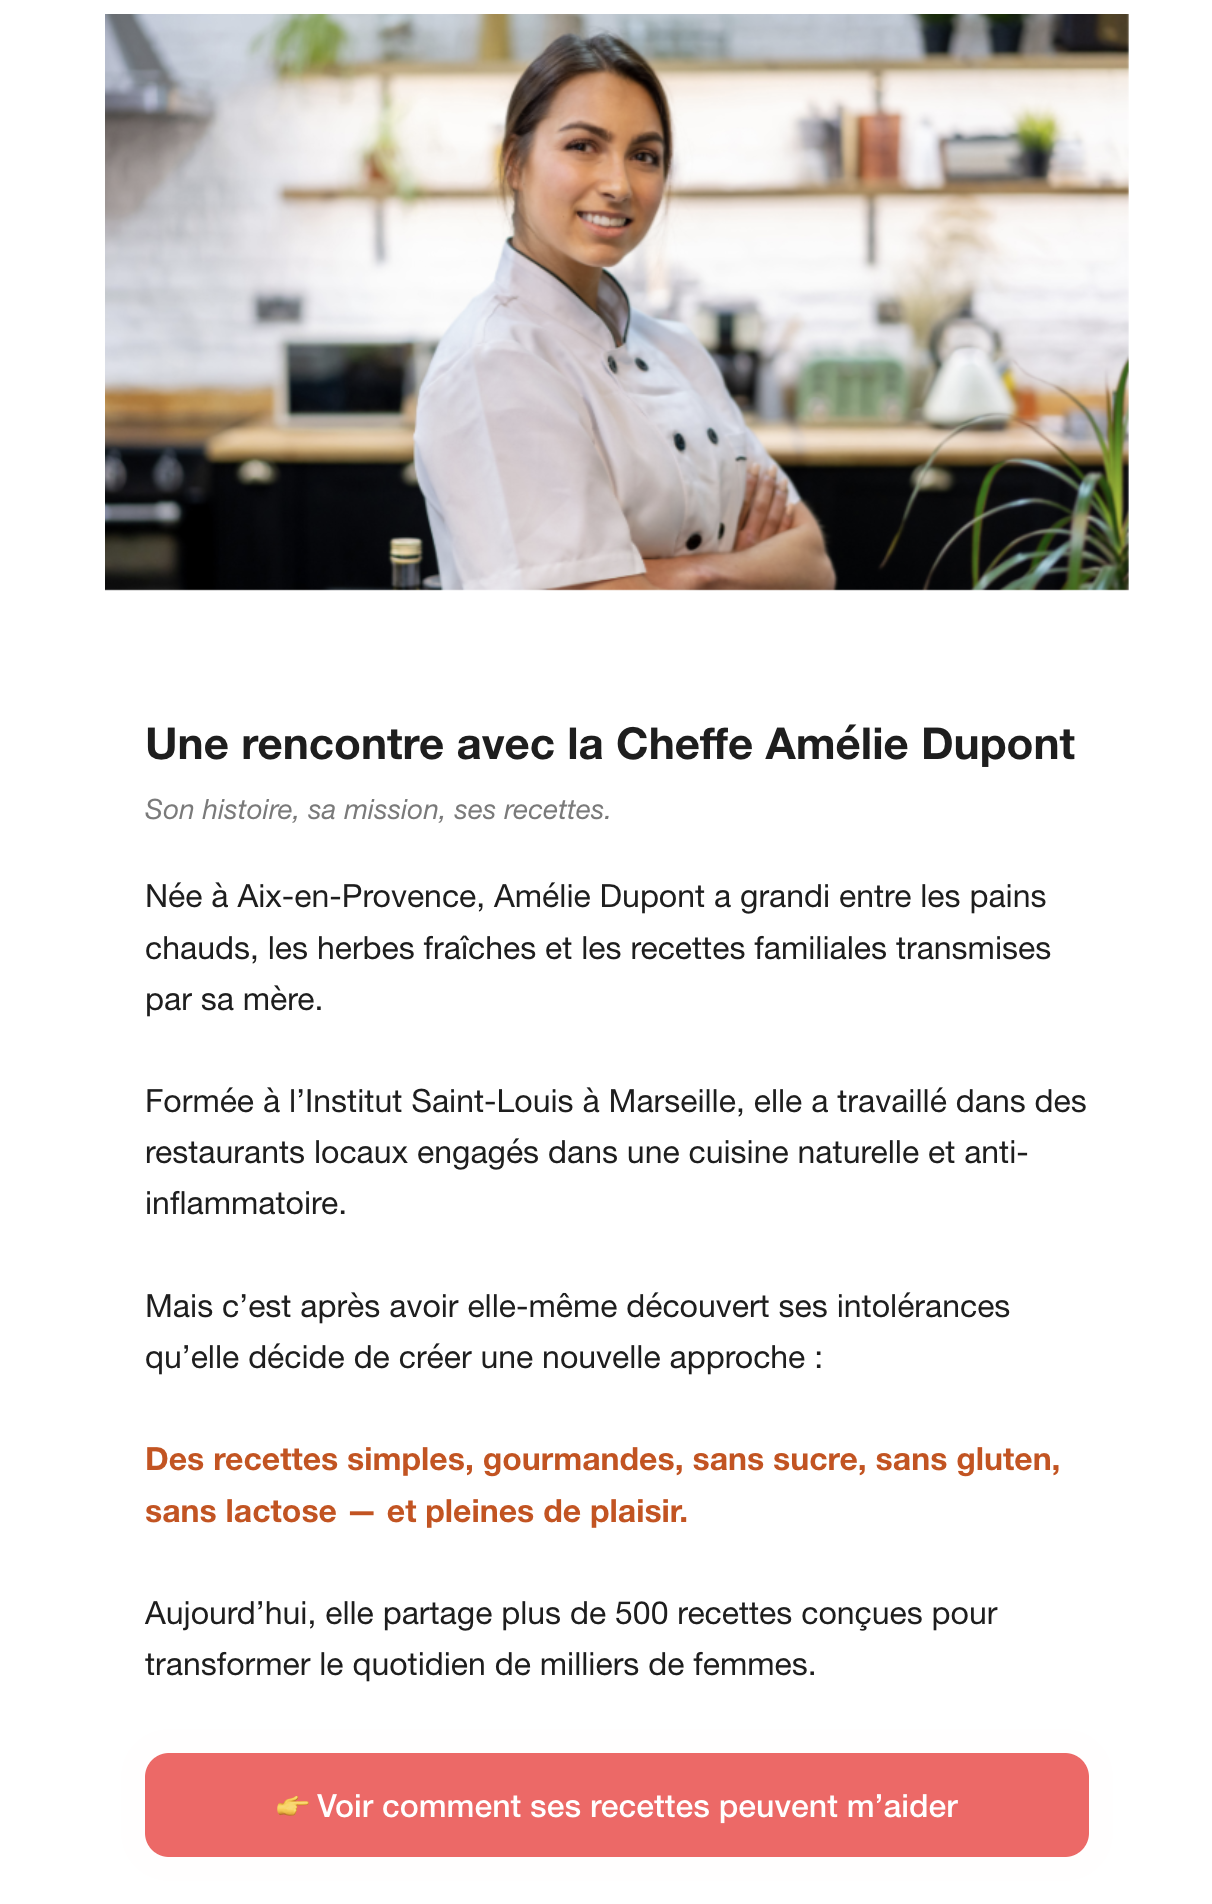 Une rencontre avec la Cheffe Amélie Dupont
Son histoire, sa mission, ses recettes.
Née à Aix-en-Provence, Amélie Dupont a grandi entre les pains
chauds, les herbes fraîches et les recettes familiales transmises
par sa mère.
Formée à l’Institut Saint-Louis à Marseille, elle a travaillé dans des
restaurants locaux engagés dans une cuisine naturelle et anti-
inflammatoire.
Mais c’est après avoir elle-même découvert ses intolérances
qu’elle décide de créer une nouvelle approche :
Des recettes simples, gourmandes, sans sucre, sans gluten,
sans lactose — et pleines de plaisir.
Aujourd’hui, elle partage plus de 500 recettes conçues pour
transformer le quotidien de milliers de femmes.
👉 Voir comment ses recettes peuvent m’aider